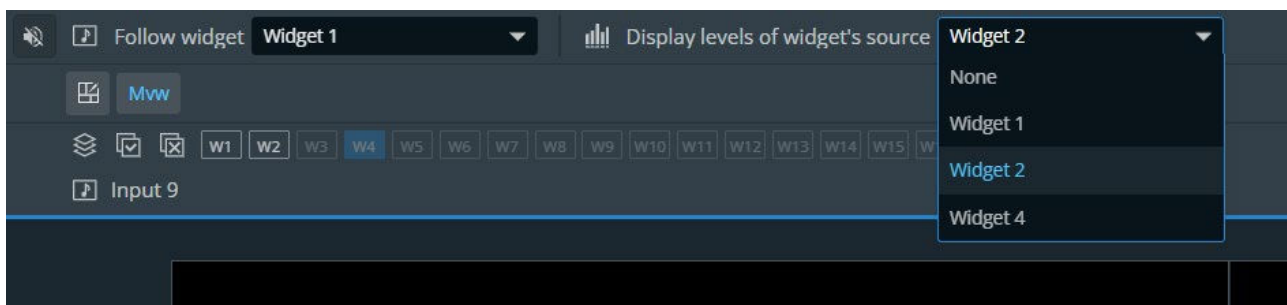 Follow widget Widget 1 Display levels of widget's source Widget 2
None
Mvw
Widget 1
W1 W2 W3 W4 W5 W6 W7 W8 W9 W10 W11 W12 W13 W14 W15
Widget 2
Input 9
Widget 4